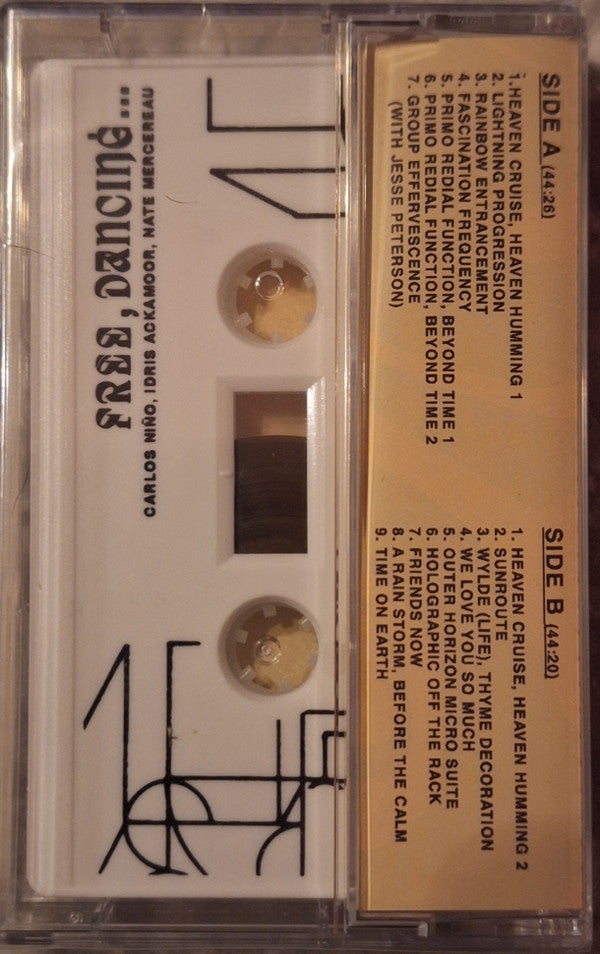 FREE, DANCING...
CARLOS NIÑO, IDRIS ACKAMOOR, NATE MERCEREAU
SIDE A (44:26)
1. HEAVEN CRUISE, HEAVEN HUMMING 1
2. LIGHTNING PROGRESSION
3. RAINBOW ENTRANCEMENT
4. FASCINATION FREQUENCY
5. PRIMO REDIAL FUNCTION, BEYOND TIME 1
6. PRIMO REDIAL FUNCTION, BEYOND TIME 2
7. GROUP EFFERVESCENCE
(WITH JESSE PETERSON)
SIDE B (44:20)
1. HEAVEN CRUISE, HEAVEN HUMMING 2
2. SUNROUTE
3. WYLDE (LIFE), THYME DECORATION
4. WE LOVE YOU SO MUCH
5. OUTER HORIZON MICRO SUITE
6. HOLOGRAPHIC OFF THE RACK
7. FRIENDS NOW
8. A RAIN STORM, BEFORE THE CALM
9. TIME ON EARTH